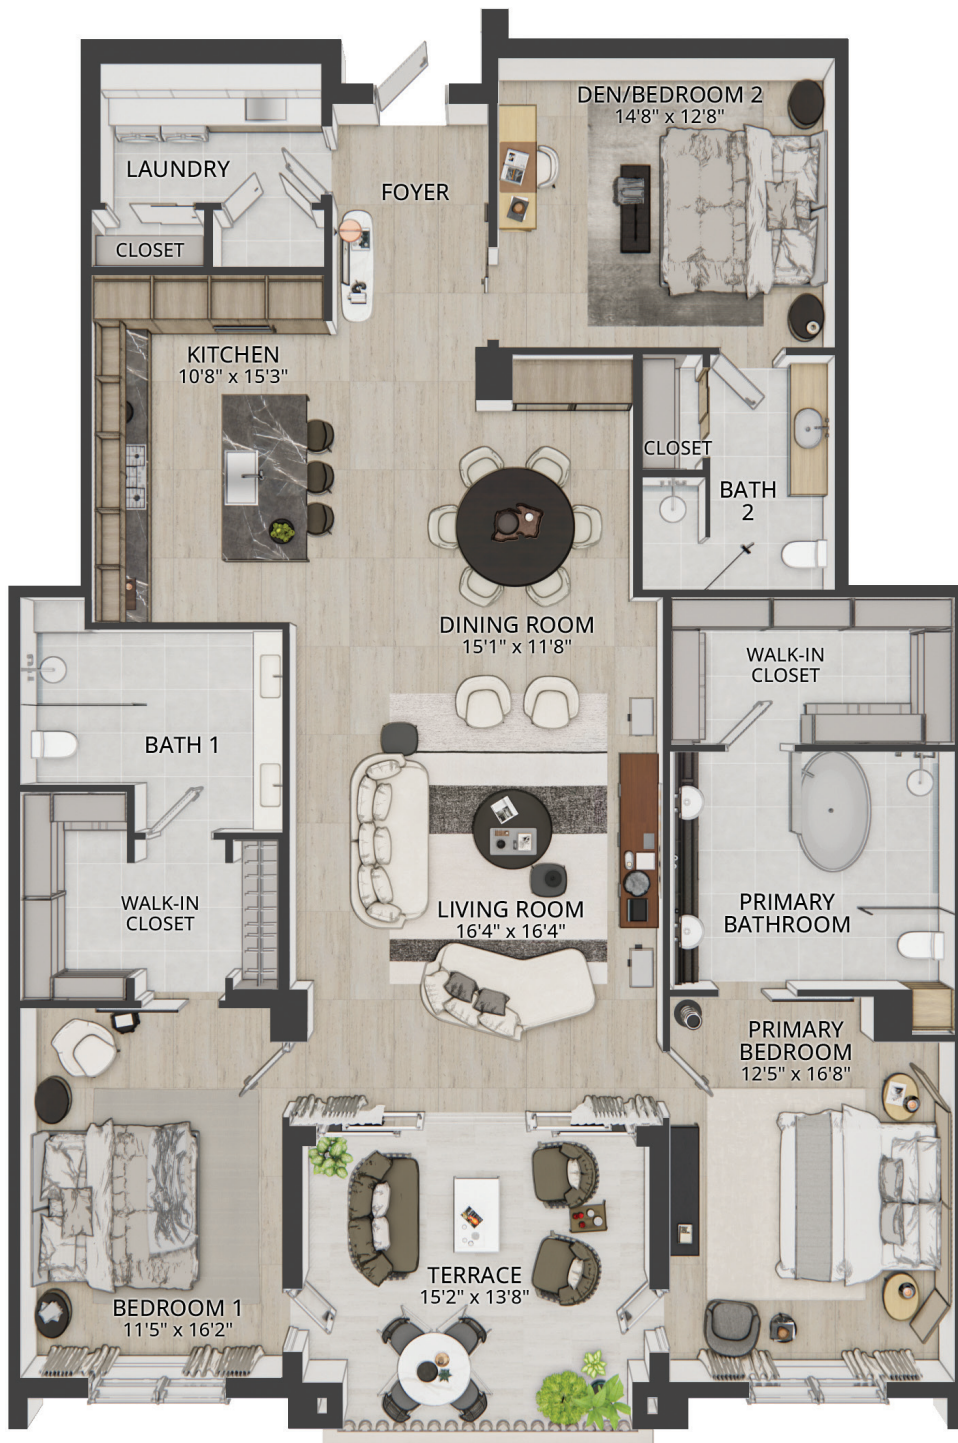 DEN/BEDROOM 2
14'8" x 12'8"
LAUNDRY
FOYER
CLOSET
KITCHEN
10'8" x 15'3"
CLOSET
BATH
2
DINING ROOM
15'1" x 11'8"
WALK-IN
CLOSET
BATH 1
WALK-IN
CLOSET
LIVING ROOM
16'4" x 16'4"
PRIMARY
BATHROOM
PRIMARY
BEDROOM
12'5" x 16'8"
TERRACE
15'2" x 13'8"
BEDROOM 1
11'5" x 16'2"